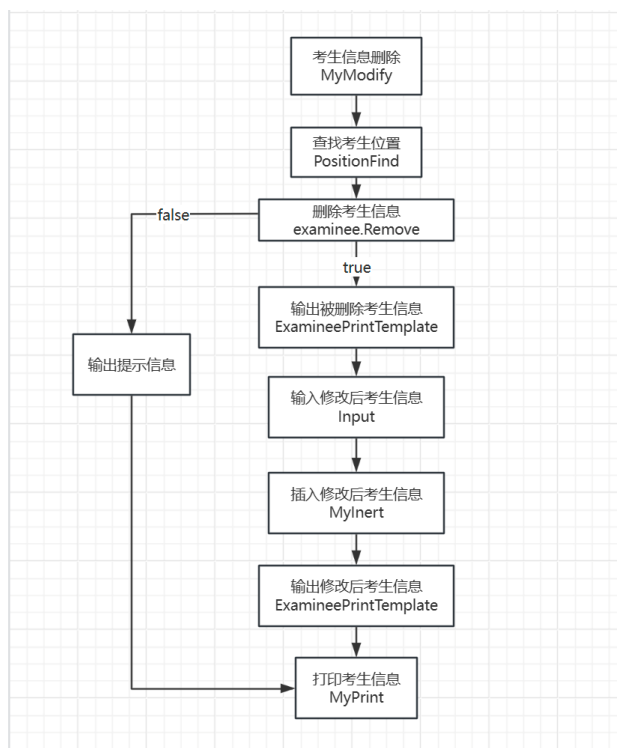 考生信息删除
MyModify
查找考生位置
PositionFind
删除考生信息
examinee.Remove
false
true
输出被删除考生信息
ExamineePrintTemplate
输出提示信息
输入修改后考生信息
Input
插入修改后考生信息
MyInert
输出修改后考生信息
ExamineePrintTemplate
打印考生信息
MyPrint